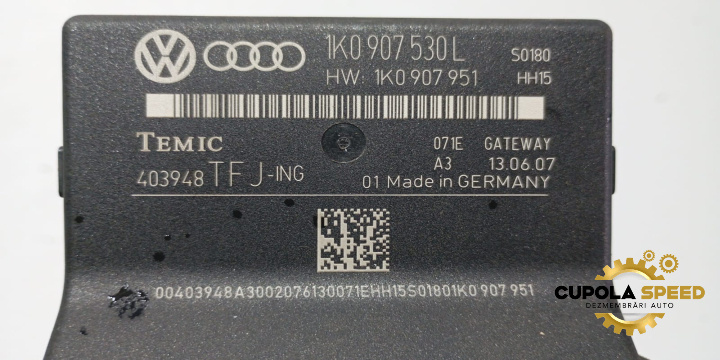 1K0 907 530 L
HW: 1K0 907 951
S0180
HH15
TEMIC
403948 TFJ-ING
071E GATEWAY
A3 13.06.07
01 Made in GERMANY
00403948A3002076130071EHH15S01801K0 907 951
CUPOLA SPEED
DEZMEMBRĂRI AUTO